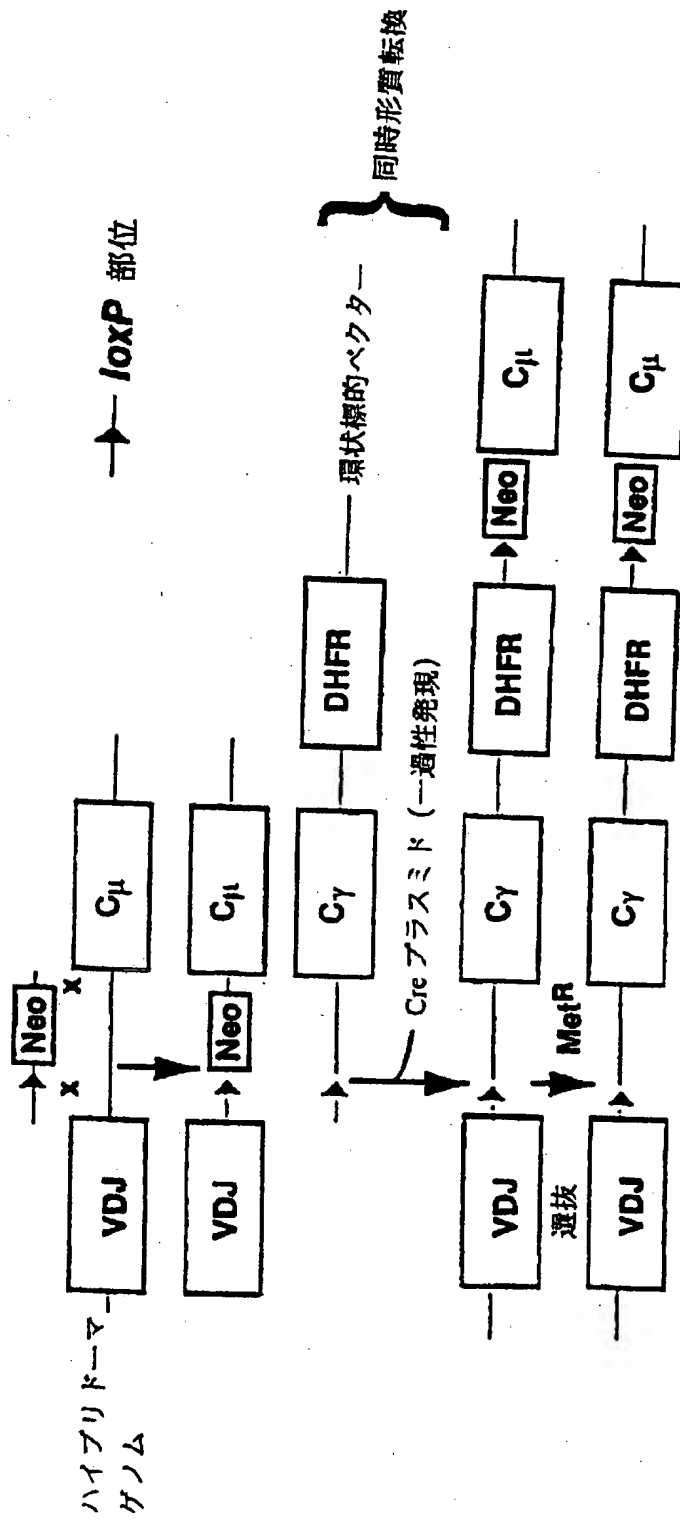 Neo
loxP 部位
ハイブリドーマ
ゲノム
VDJ
x
x
Cμ
VDJ
Neo
Cμ
Cγ
DHFR
環状標的ベクター
同時形質転換
Cre プラスミド (一過性発現)
VDJ
Cγ
DHFR
Neo
Cμ
選抜
MetR
VDJ
Cγ
DHFR
Neo
Cμ